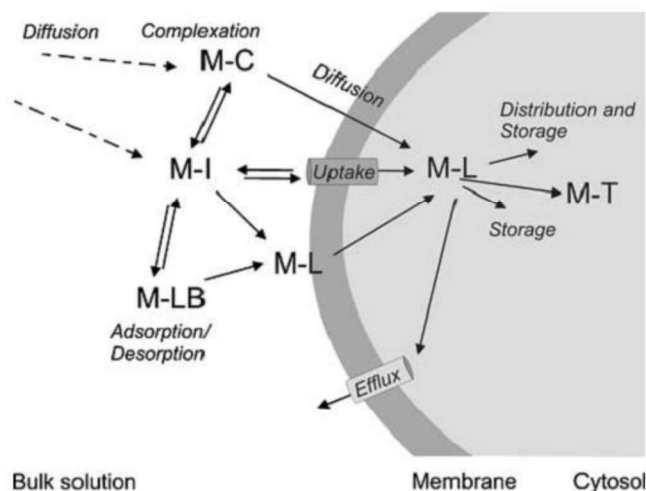 Diffusion
Complexation
M-C
Diffusion
Distribution and
Storage
M-I
Uptake
M-L
M-T
Storage
M-L
M-LB
Adsorption/
Desorption
Efflux
Bulk solution
Membrane
Cytosol